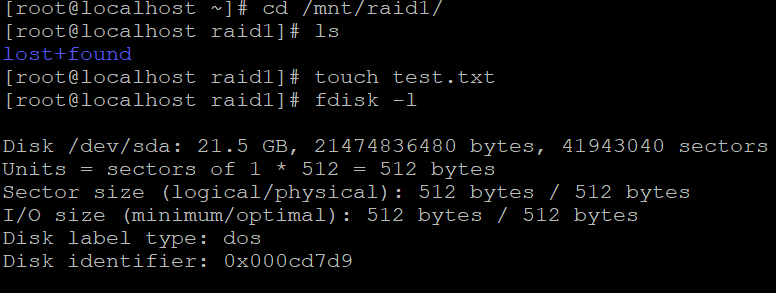 [root@localhost ~]# cd /mnt/raid1/
[root@localhost raid1]# ls
lost+found
[root@localhost raid1]# touch test.txt
[root@localhost raid1]# fdisk -l
Disk /dev/sda: 21.5 GB, 21474836480 bytes, 41943040 sectors
Units = sectors of 1 * 512 = 512 bytes
Sector size (logical/physical): 512 bytes / 512 bytes
I/O size (minimum/optimal): 512 bytes / 512 bytes
Disk label type: dos
Disk identifier: 0x000cd7d9